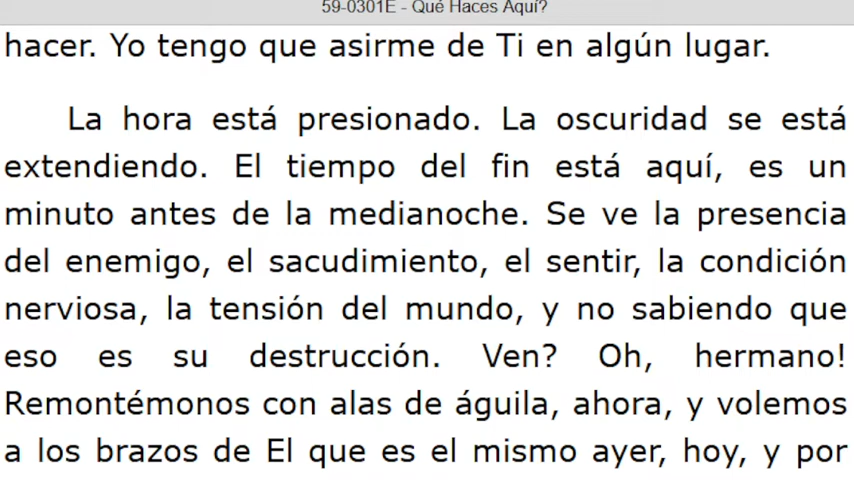 59-0301E - Qué Haces Aquí?
hacer. Yo tengo que asirme de Ti en algún lugar.
La hora está presionado. La oscuridad se está
extendiendo. El tiempo del fin está aquí, es un
minuto antes de la medianoche. Se ve la presencia
del enemigo, el sacudimiento, el sentir, la condición
nerviosa, la tensión del mundo, y no sabiendo que
eso es su destrucción. Ven? Oh, hermano!
Remontémonos con alas de águila, ahora, y volemos
a los brazos de El que es el mismo ayer, hoy, y por